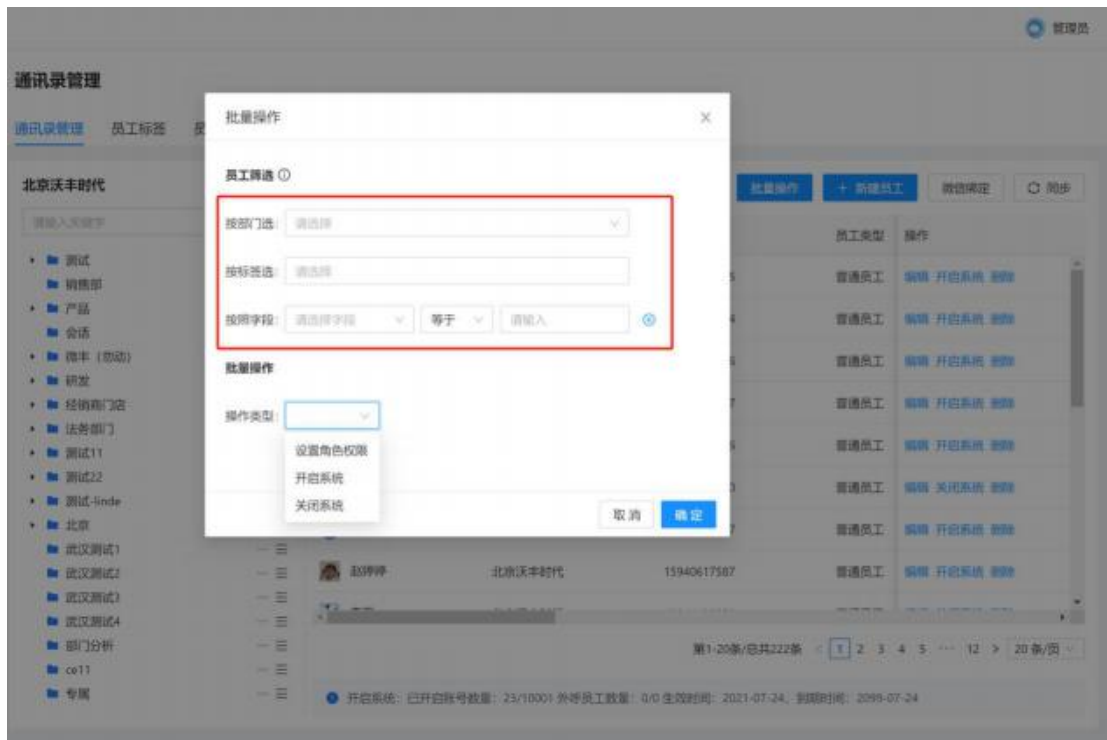 管理员
通讯录管理
通讯录管理 员工标签
批量操作
员工筛选
按部门选: 请选择
按标签选: 请选择
按照字段: 请选择字段 等于 请输入
批量操作
操作类型:
设置角色权限
开启系统
关闭系统
取消 确定
北京沃丰时代
请输入关键字
测试
销售部
产品
会话
微丰（勿动）
研发
经销商门店
法务部门
测试11
测试22
测试-linde
北京
武汉测试1
武汉测试2
武汉测试3
武汉测试4
部门分析
ce11
专属
批量操作 + 新建员工 微信绑定 同步
员工类型 操作
普通员工 编辑 开启系统 删除
普通员工 编辑 开启系统 删除
普通员工 编辑 开启系统 删除
普通员工 编辑 开启系统 删除
普通员工 编辑 开启系统 删除
普通员工 编辑 关闭系统 删除
普通员工 编辑 开启系统 删除
赵婷婷 北京沃丰时代 15940617587 普通员工 编辑 开启系统 删除
第1-20条/总共222条 < 1 2 3 4 5 ··· 12 > 20 条/页
开启系统：已开启账号数量：23/10001 外呼员工数量：0/0 生效时间：2021-07-24，到期时间：2099-07-24